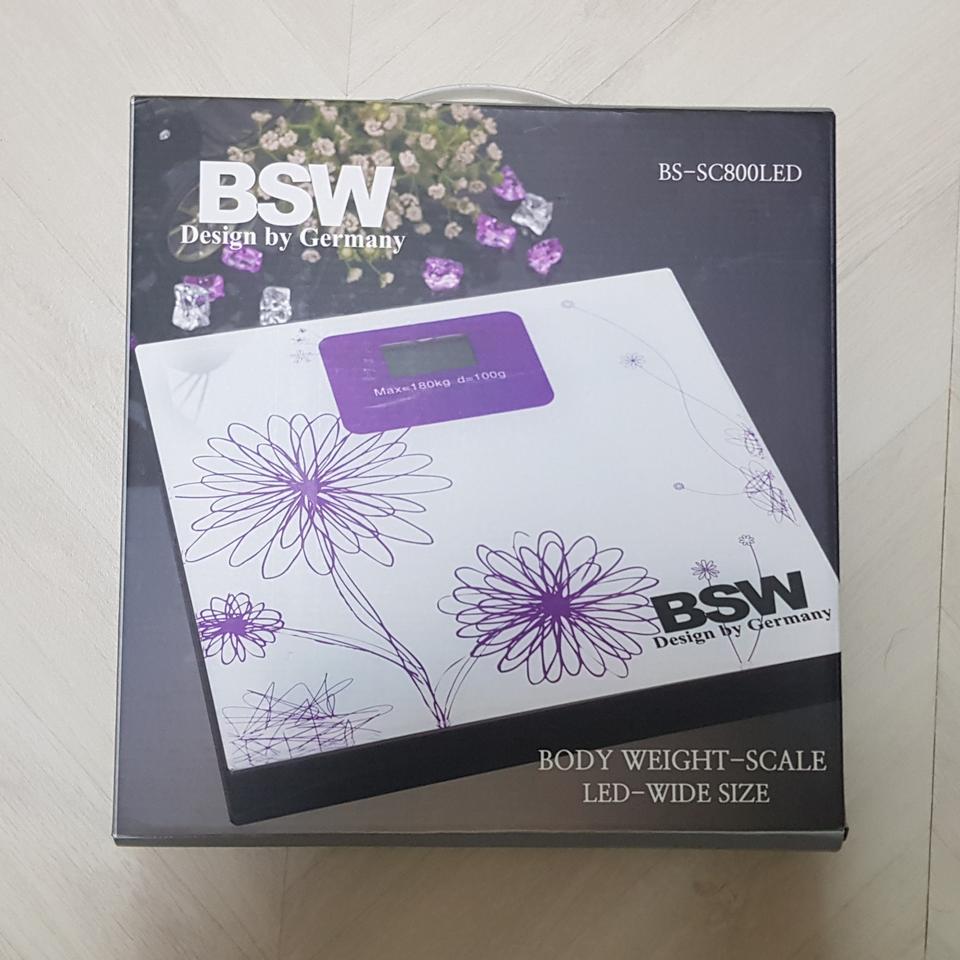 BSW
Design by Germany
BS-SC800LED
Max=180kg d=100g
BSW
Design by Germany
BODY WEIGHT-SCALE
LED-WIDE SIZE